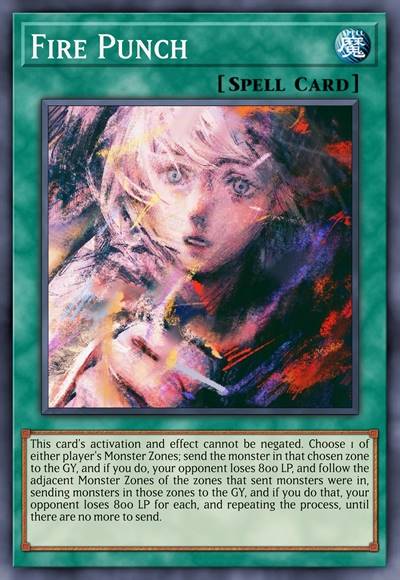 Fire Punch
魔
[Spell Card]
This card's activation and effect cannot be negated. Choose 1 of
either player's Monster Zones; send the monster in that chosen zone
to the GY, and if you do, your opponent loses 800 LP, and follow the
adjacent Monster Zones of the zones that sent monsters were in,
sending monsters in those zones to the GY, and if you do that, your
opponent loses 800 LP for each, and repeating the process, until
there are no more to send.